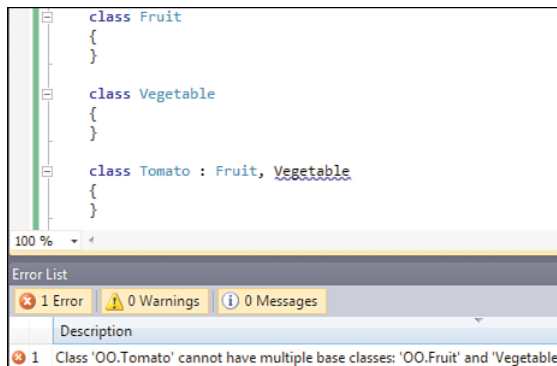 class Fruit
{
}
class Vegetable
{
}
class Tomato : Fruit, Vegetable
{
}
100 %
Error List
1 Error 0 Warnings 0 Messages
Description
1 Class 'OO.Tomato' cannot have multiple base classes: 'OO.Fruit' and 'Vegetable